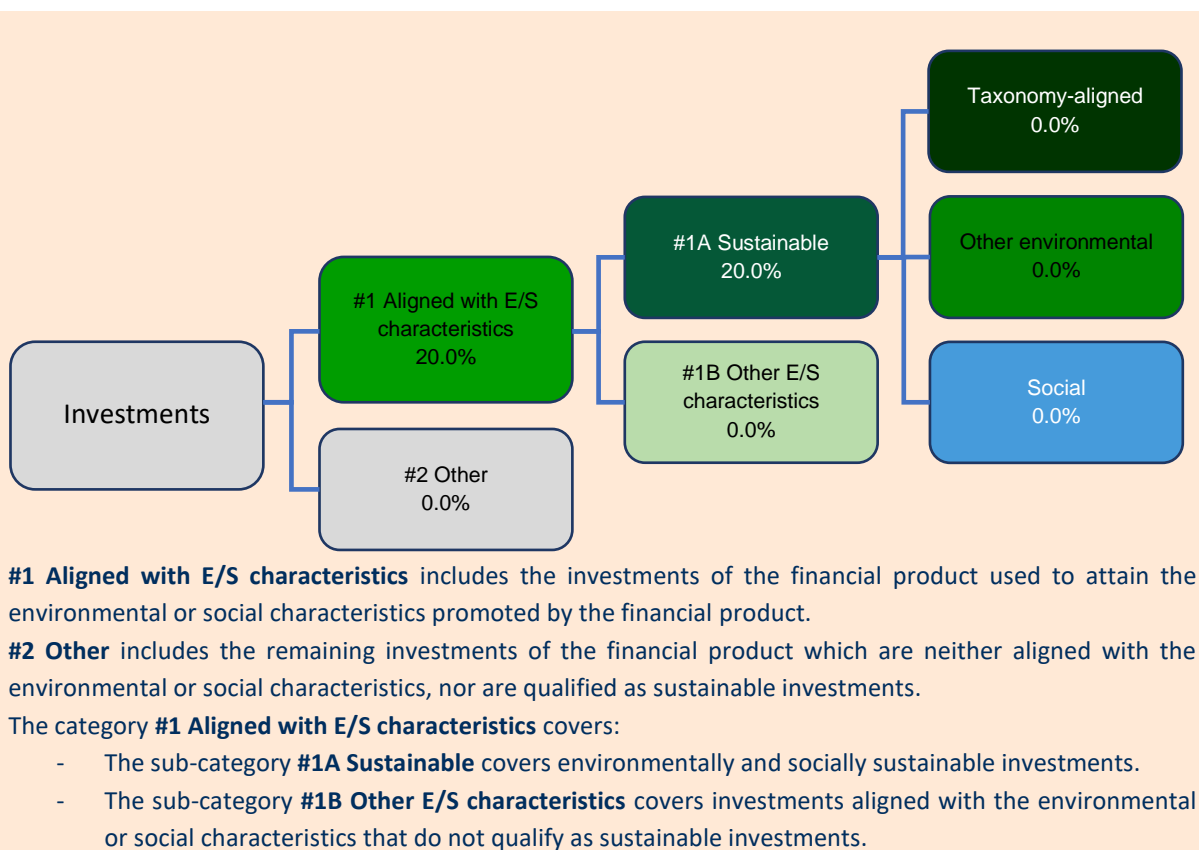 Taxonomy-aligned
0.0%
#1A Sustainable
20.0%
Other environmental
0.0%
#1 Aligned with E/S
characteristics
20.0%
Investments
#1B Other E/S
characteristics
0.0%
Social
0.0%
#2 Other
0.0%
#1 Aligned with E/S characteristics includes the investments of the financial product used to attain the
environmental or social characteristics promoted by the financial product.
#2 Other includes the remaining investments of the financial product which are neither aligned with the
environmental or social characteristics, nor are qualified as sustainable investments.
The category #1 Aligned with E/S characteristics covers:
- The sub-category #1A Sustainable covers environmentally and socially sustainable investments.
- The sub-category #1B Other E/S characteristics covers investments aligned with the environmental
or social characteristics that do not qualify as sustainable investments.